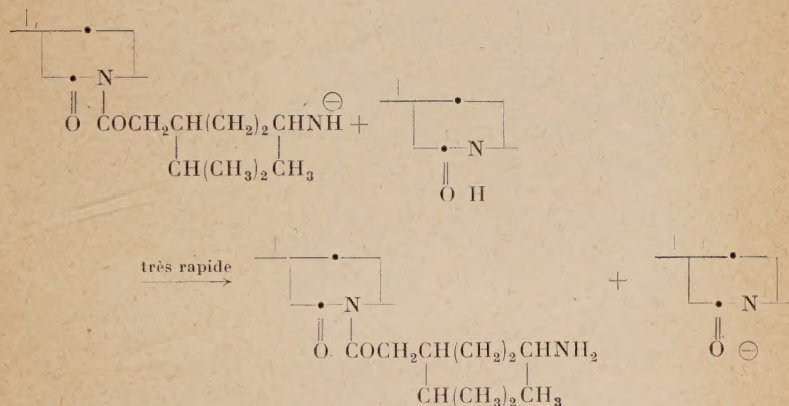 N
O COCH₂CH(CH₂)₂CHNH⊖ +
CH(CH₃)₂CH₃
N
O H
très rapide
N
+
N
O COCH₂CH(CH₂)₂CHNH₂
O ⊖
CH(CH₃)₂CH₃